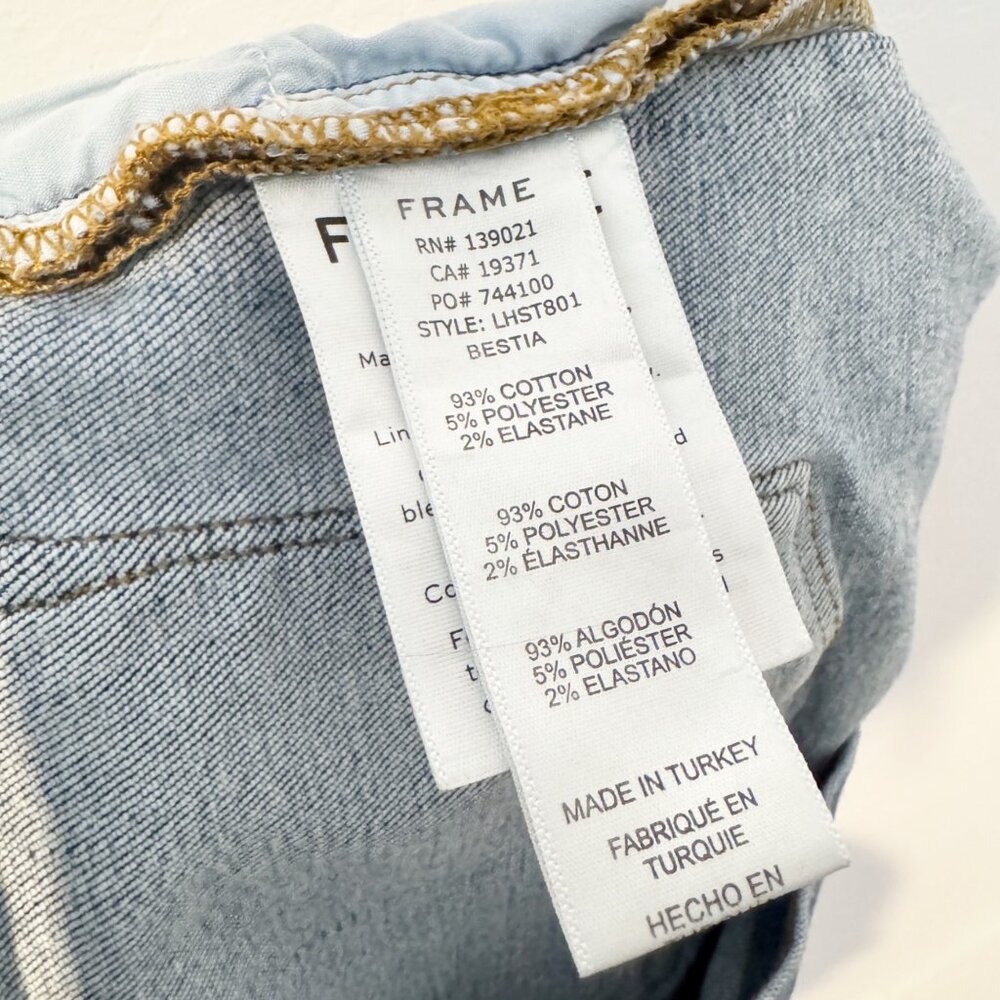 FRAME
RN# 139021
CA# 19371
PO# 744100
STYLE: LHST801
BESTIA
93% COTTON
5% POLYESTER
2% ELASTANE
93% COTON
5% POLYESTER
2% ÉLASTHANNE
93% ALGODÓN
5% POLIÉSTER
2% ELASTANO
MADE IN TURKEY
FABRIQUÉ EN
TURQUIE
HECHO EN